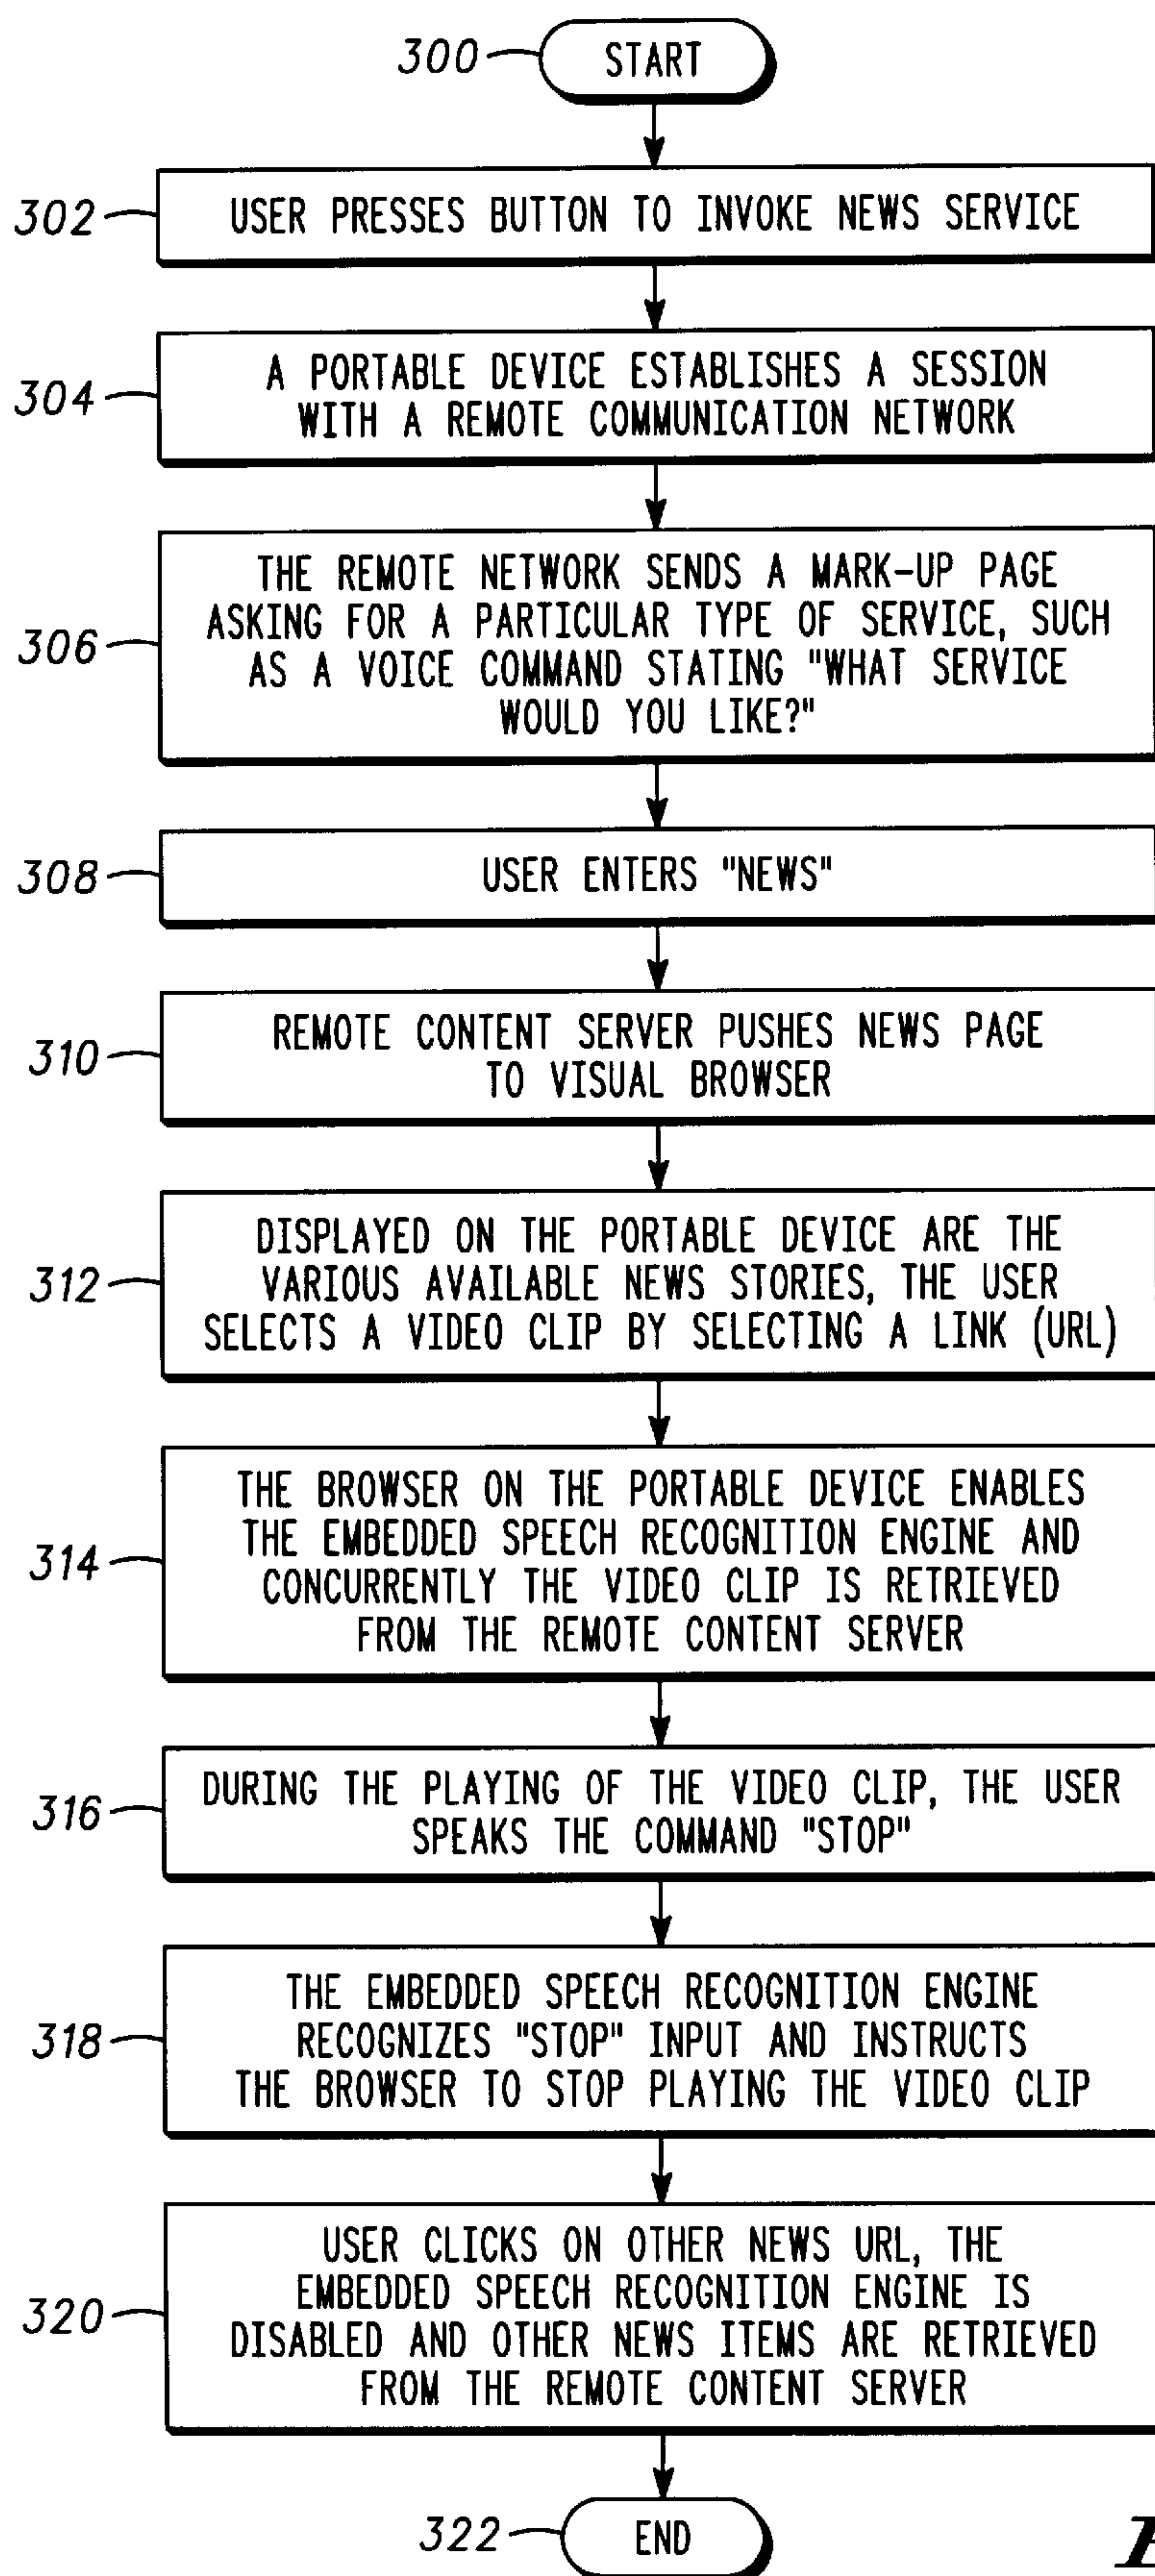 300
START
302
USER PRESSES BUTTON TO INVOKE NEWS SERVICE
304
A PORTABLE DEVICE ESTABLISHES A SESSION
WITH A REMOTE COMMUNICATION NETWORK
306
THE REMOTE NETWORK SENDS A MARK-UP PAGE
ASKING FOR A PARTICULAR TYPE OF SERVICE, SUCH
AS A VOICE COMMAND STATING "WHAT SERVICE
WOULD YOU LIKE?"
308
USER ENTERS "NEWS"
310
REMOTE CONTENT SERVER PUSHES NEWS PAGE
TO VISUAL BROWSER
312
DISPLAYED ON THE PORTABLE DEVICE ARE THE
VARIOUS AVAILABLE NEWS STORIES, THE USER
SELECTS A VIDEO CLIP BY SELECTING A LINK (URL)
314
THE BROWSER ON THE PORTABLE DEVICE ENABLES
THE EMBEDDED SPEECH RECOGNITION ENGINE AND
CONCURRENTLY THE VIDEO CLIP IS RETRIEVED
FROM THE REMOTE CONTENT SERVER
316
DURING THE PLAYING OF THE VIDEO CLIP, THE USER
SPEAKS THE COMMAND "STOP"
318
THE EMBEDDED SPEECH RECOGNITION ENGINE
RECOGNIZES "STOP" INPUT AND INSTRUCTS
THE BROWSER TO STOP PLAYING THE VIDEO CLIP
320
USER CLICKS ON OTHER NEWS URL, THE
EMBEDDED SPEECH RECOGNITION ENGINE IS
DISABLED AND OTHER NEWS ITEMS ARE RETRIEVED
FROM THE REMOTE CONTENT SERVER
322
END